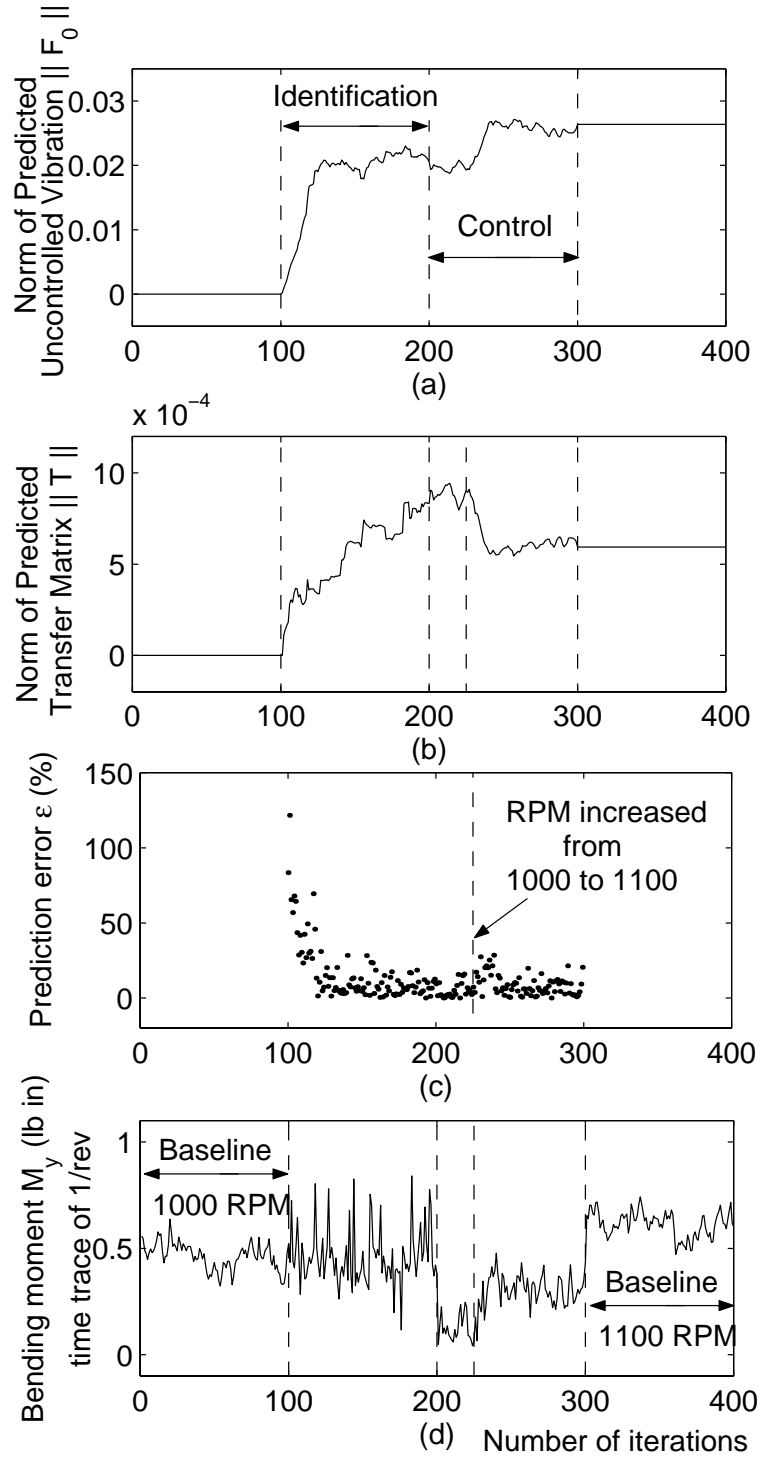 Norm of Predicted
Uncontrolled Vibration || F_0 ||
0.03
0.02
0.01
0
Identification
Control
0 100 200 300 400
(a)
x 10^−4
Norm of Predicted
Transfer Matrix || T ||
10
5
0
0 100 200 300 400
(b)
Prediction error ε (%)
150
100
50
0
RPM increased
from
1000 to 1100
0 100 200 300 400
(c)
Bending moment M_y (lb in)
time trace of 1/rev
1
0.5
0
Baseline
1000 RPM
Baseline
1100 RPM
0 100 200 300 400
(d)
Number of iterations